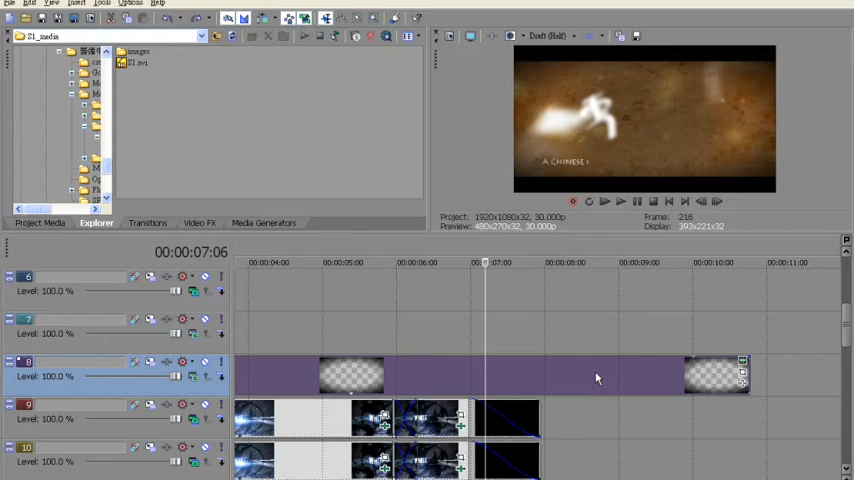 File Edit View Insert Tools Options Help
S1_media
images
S1.avi
Draft (Half)
A CHINESE
Project: 1920x1080x32, 30.000p
Frame: 216
Preview: 480x270x32, 30.000p
Display: 393x221x32
Project Media Explorer Transitions Video FX Media Generators
00:00:07:06
00:00:04:00 00:00:05:00 00:00:06:00 00:00:07:00 00:00:08:00 00:00:09:00 00:00:10:00 00:00:11:00
6
Level: 100.0 %
7
Level: 100.0 %
8
Level: 100.0 %
9
Level: 100.0 %
10
Level: 100.0 %